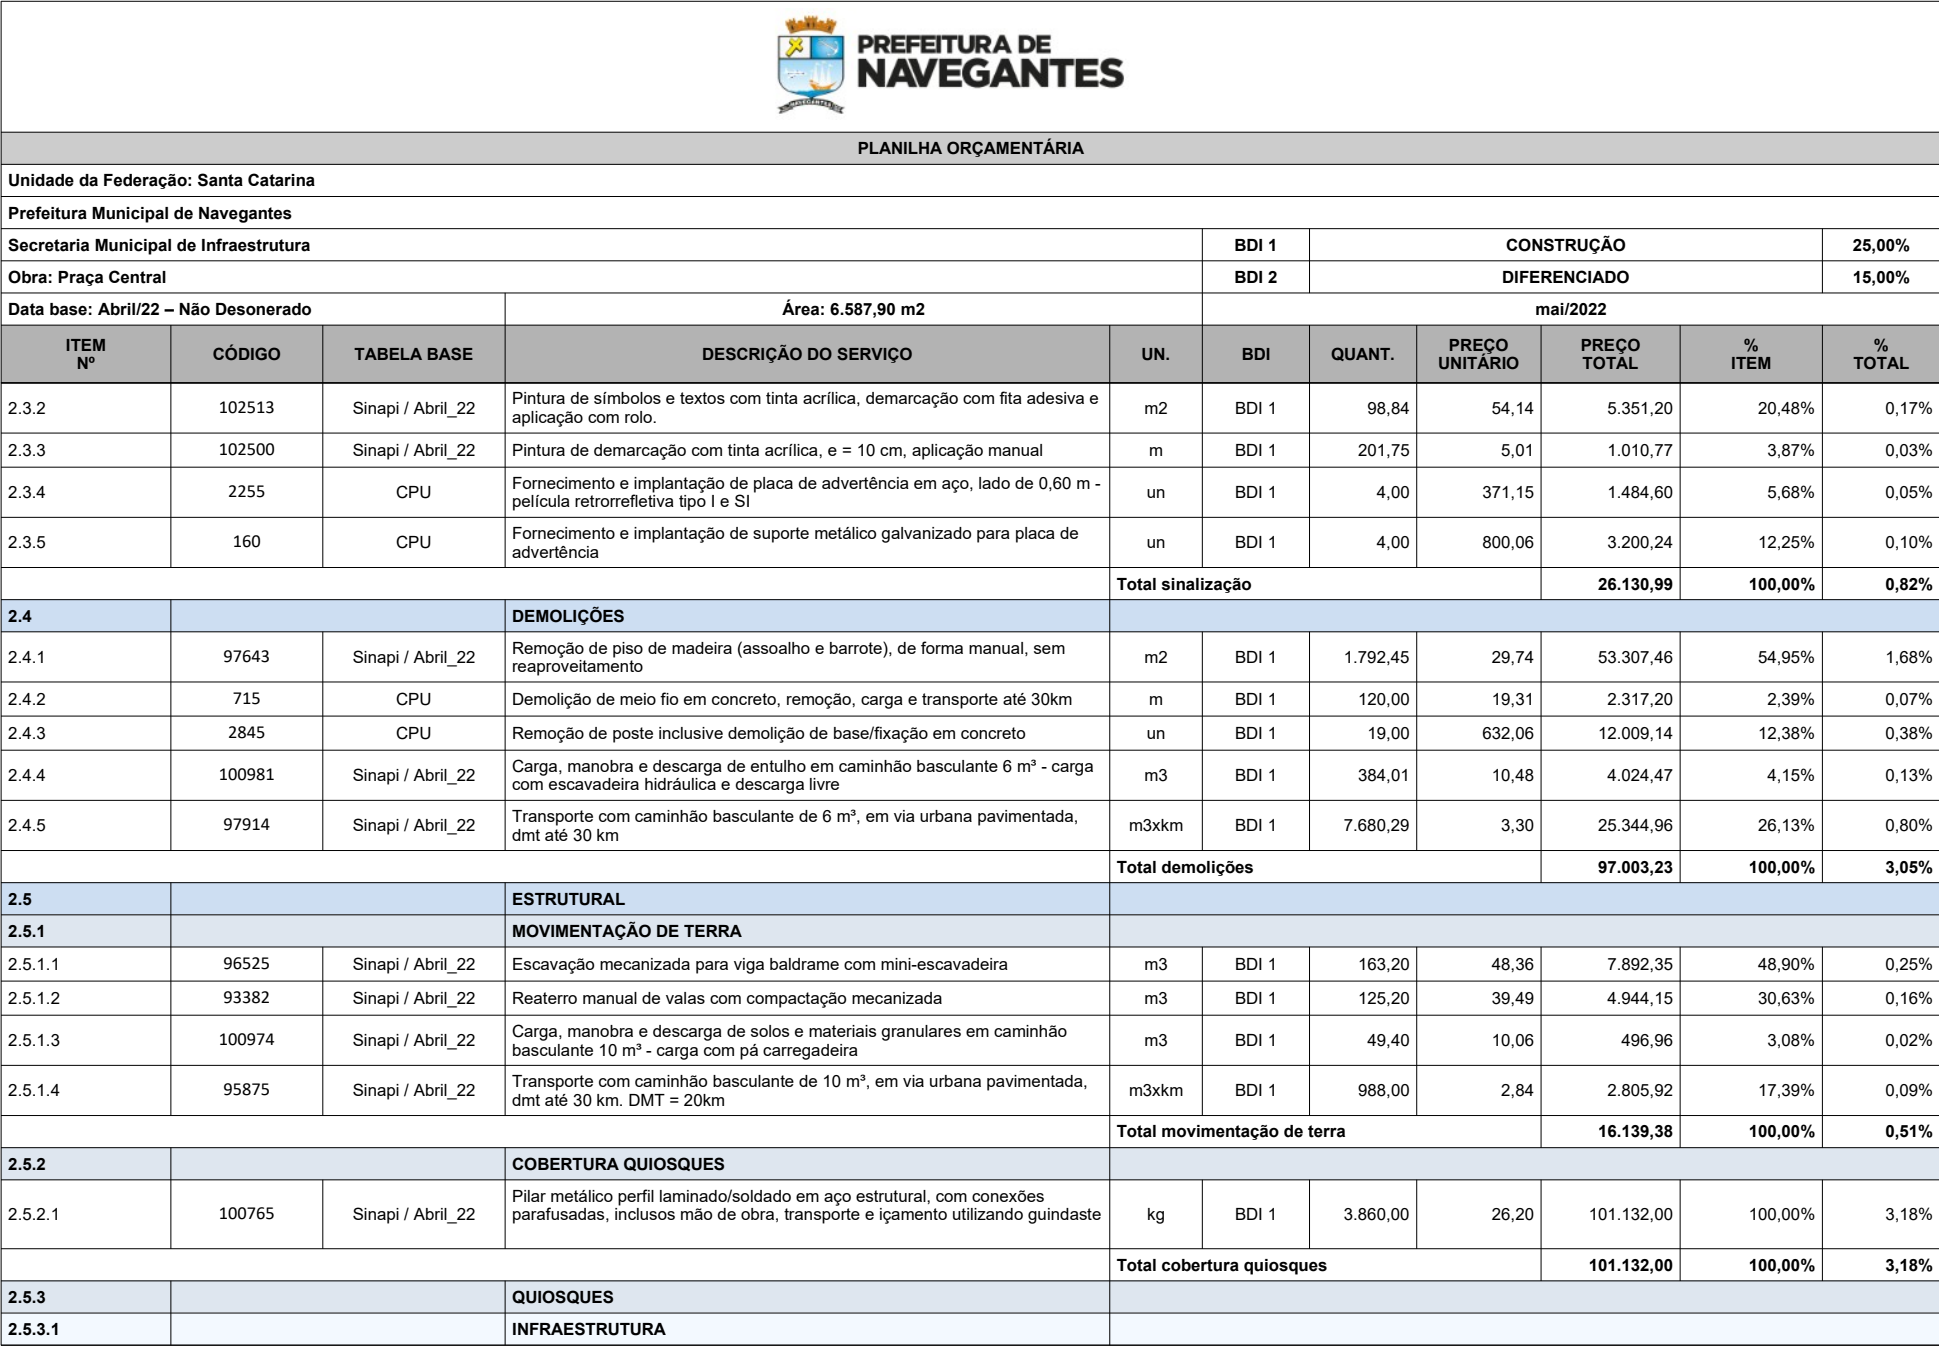 PREFEITURA DE
NAVEGANTES
NAVEGANTES
PLANILHA ORÇAMENTÁRIA
Unidade da Federação: Santa Catarina
Prefeitura Municipal de Navegantes
Secretaria Municipal de Infraestrutura BDI 1 CONSTRUÇÃO 25,00%
Obra: Praça Central BDI 2 DIFERENCIADO 15,00%
Data base: Abril/22 – Não Desonerado Área: 6.587,90 m2 mai/2022
ITEM Nº CÓDIGO TABELA BASE DESCRIÇÃO DO SERVIÇO UN. BDI QUANT. PREÇO UNITÁRIO PREÇO TOTAL % ITEM % TOTAL
2.3.2 102513 Sinapi / Abril_22 Pintura de símbolos e textos com tinta acrílica, demarcação com fita adesiva e aplicação com rolo. m2 BDI 1 98,84 54,14 5.351,20 20,48% 0,17%
2.3.3 102500 Sinapi / Abril_22 Pintura de demarcação com tinta acrílica, e = 10 cm, aplicação manual m BDI 1 201,75 5,01 1.010,77 3,87% 0,03%
2.3.4 2255 CPU Fornecimento e implantação de placa de advertência em aço, lado de 0,60 m - película retrorrefletiva tipo I e SI un BDI 1 4,00 371,15 1.484,60 5,68% 0,05%
2.3.5 160 CPU Fornecimento e implantação de suporte metálico galvanizado para placa de advertência un BDI 1 4,00 800,06 3.200,24 12,25% 0,10%
Total sinalização 26.130,99 100,00% 0,82%
2.4 DEMOLIÇÕES
2.4.1 97643 Sinapi / Abril_22 Remoção de piso de madeira (assoalho e barrote), de forma manual, sem reaproveitamento m2 BDI 1 1.792,45 29,74 53.307,46 54,95% 1,68%
2.4.2 715 CPU Demolição de meio fio em concreto, remoção, carga e transporte até 30km m BDI 1 120,00 19,31 2.317,20 2,39% 0,07%
2.4.3 2845 CPU Remoção de poste inclusive demolição de base/fixação em concreto un BDI 1 19,00 632,06 12.009,14 12,38% 0,38%
2.4.4 100981 Sinapi / Abril_22 Carga, manobra e descarga de entulho em caminhão basculante 6 m³ - carga com escavadeira hidráulica e descarga livre m3 BDI 1 384,01 10,48 4.024,47 4,15% 0,13%
2.4.5 97914 Sinapi / Abril_22 Transporte com caminhão basculante de 6 m³, em via urbana pavimentada, dmt até 30 km m3xkm BDI 1 7.680,29 3,30 25.344,96 26,13% 0,80%
Total demolições 97.003,23 100,00% 3,05%
2.5 ESTRUTURAL
2.5.1 MOVIMENTAÇÃO DE TERRA
2.5.1.1 96525 Sinapi / Abril_22 Escavação mecanizada para viga baldrame com mini-escavadeira m3 BDI 1 163,20 48,36 7.892,35 48,90% 0,25%
2.5.1.2 93382 Sinapi / Abril_22 Reaterro manual de valas com compactação mecanizada m3 BDI 1 125,20 39,49 4.944,15 30,63% 0,16%
2.5.1.3 100974 Sinapi / Abril_22 Carga, manobra e descarga de solos e materiais granulares em caminhão basculante 10 m³ - carga com pá carregadeira m3 BDI 1 49,40 10,06 496,96 3,08% 0,02%
2.5.1.4 95875 Sinapi / Abril_22 Transporte com caminhão basculante de 10 m³, em via urbana pavimentada, dmt até 30 km. DMT = 20km m3xkm BDI 1 988,00 2,84 2.805,92 17,39% 0,09%
Total movimentação de terra 16.139,38 100,00% 0,51%
2.5.2 COBERTURA QUIOSQUES
2.5.2.1 100765 Sinapi / Abril_22 Pilar metálico perfil laminado/soldado em aço estrutural, com conexões parafusadas, inclusos mão de obra, transporte e içamento utilizando guindaste kg BDI 1 3.860,00 26,20 101.132,00 100,00% 3,18%
Total cobertura quiosques 101.132,00 100,00% 3,18%
2.5.3 QUIOSQUES
2.5.3.1 INFRAESTRUTURA